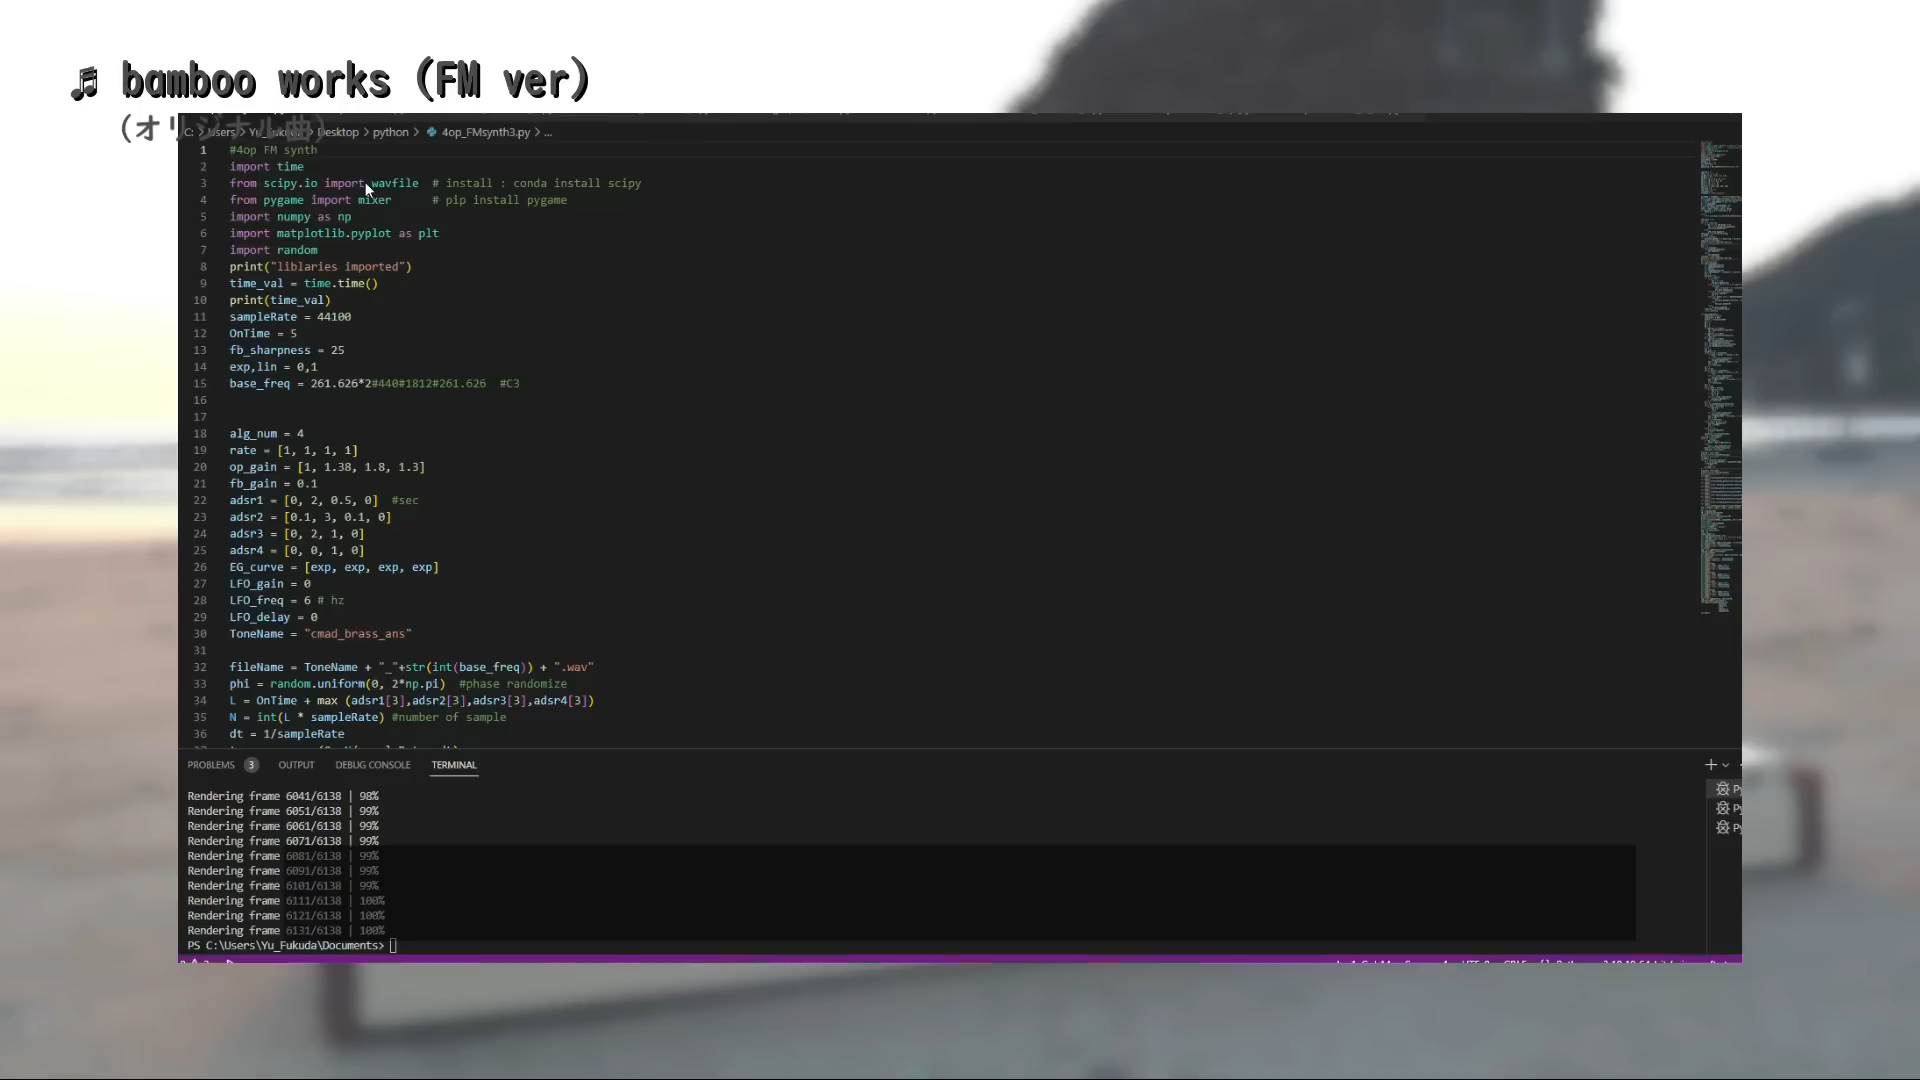 ♫ bamboo works (FM ver)
(オリジナル曲)
C: > Users > Yu_Fukuda > Desktop > python > 4op_FMsynth3.py > ...
1 #4op FM synth
2 import time
3 from scipy.io import wavfile # install : conda install scipy
4 from pygame import mixer # pip install pygame
5 import numpy as np
6 import matplotlib.pyplot as plt
7 import random
8 print("liblaries imported")
9 time_val = time.time()
10 print(time_val)
11 sampleRate = 44100
12 OnTime = 5
13 fb_sharpness = 25
14 exp,lin = 0,1
15 base_freq = 261.626*2#440#1812#261.626 #C3
16
17
18 alg_num = 4
19 rate = [1, 1, 1, 1]
20 op_gain = [1, 1.38, 1.8, 1.3]
21 fb_gain = 0.1
22 adsr1 = [0, 2, 0.5, 0] #sec
23 adsr2 = [0.1, 3, 0.1, 0]
24 adsr3 = [0, 2, 1, 0]
25 adsr4 = [0, 0, 1, 0]
26 EG_curve = [exp, exp, exp, exp]
27 LFO_gain = 0
28 LFO_freq = 6 # hz
29 LFO_delay = 0
30 ToneName = "cmad_brass_ans"
31
32 fileName = ToneName + "_"+str(int(base_freq)) + ".wav"
33 phi = random.uniform(0, 2*np.pi) #phase randomize
34 L = OnTime + max (adsr1[3],adsr2[3],adsr3[3],adsr4[3])
35 N = int(L * sampleRate) #number of sample
36 dt = 1/sampleRate
PROBLEMS 3 OUTPUT DEBUG CONSOLE TERMINAL
Rendering frame 6041/6138 | 98%
Rendering frame 6051/6138 | 99%
Rendering frame 6061/6138 | 99%
Rendering frame 6071/6138 | 99%
Rendering frame 6081/6138 | 99%
Rendering frame 6091/6138 | 99%
Rendering frame 6101/6138 | 99%
Rendering frame 6111/6138 | 100%
Rendering frame 6121/6138 | 100%
Rendering frame 6131/6138 | 100%
PS C:\Users\Yu_Fukuda\Documents>